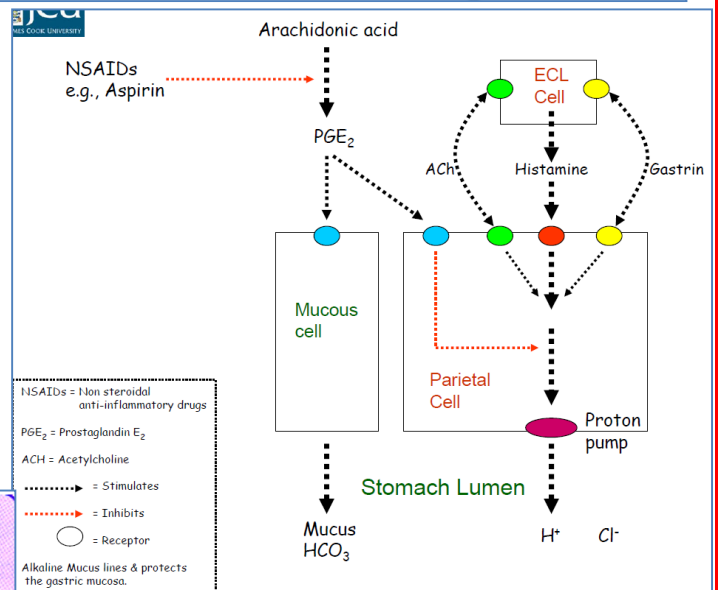 JCU
JAMES COOK UNIVERSITY
Arachidonic acid
NSAIDs
e.g., Aspirin
PGE₂
ECL
Cell
ACh
Histamine
Gastrin
Mucous
cell
Parietal
Cell
Proton
pump
Stomach Lumen
Mucus
HCO₃
H⁺ Cl⁻
NSAIDs = Non steroidal
anti-inflammatory drugs
PGE₂ = Prostaglandin E₂
ACH = Acetylcholine
= Stimulates
= Inhibits
= Receptor
Alkaline Mucus lines & protects
the gastric mucosa.